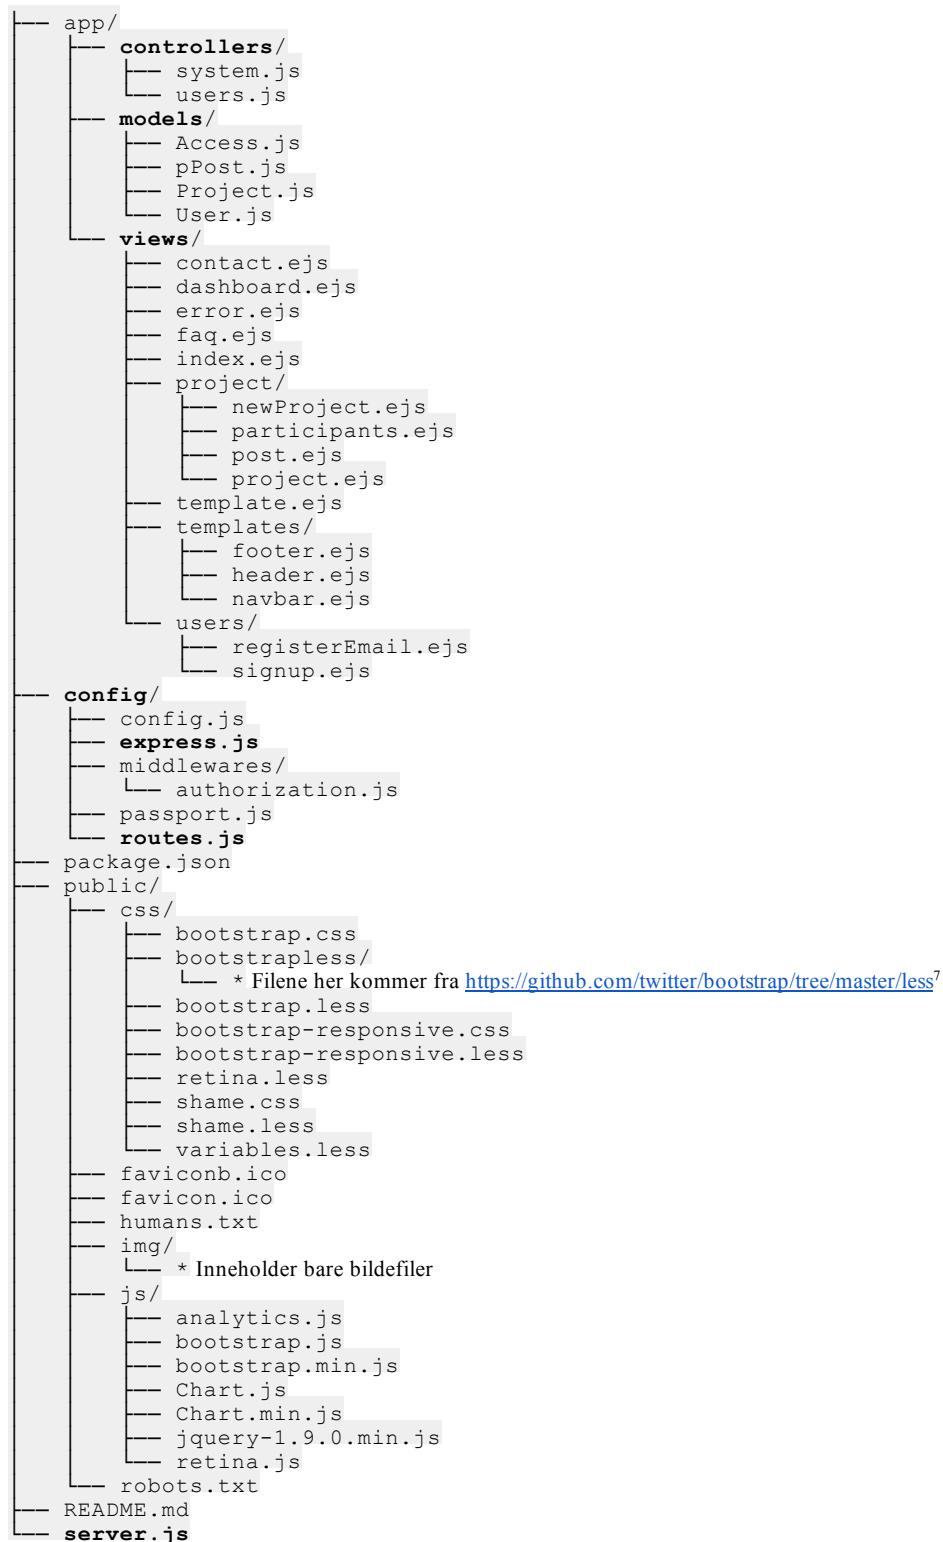 ├── app/
│   ├── controllers/
│   │   ├── system.js
│   │   └── users.js
│   ├── models/
│   │   ├── Access.js
│   │   ├── pPost.js
│   │   ├── Project.js
│   │   └── User.js
│   └── views/
│       ├── contact.ejs
│       ├── dashboard.ejs
│       ├── error.ejs
│       ├── faq.ejs
│       ├── index.ejs
│       ├── project/
│       │   ├── newProject.ejs
│       │   ├── participants.ejs
│       │   ├── post.ejs
│       │   └── project.ejs
│       ├── template.ejs
│       ├── templates/
│       │   ├── footer.ejs
│       │   ├── header.ejs
│       │   └── navbar.ejs
│       └── users/
│           ├── registerEmail.ejs
│           └── signup.ejs
├── config/
│   ├── config.js
│   ├── express.js
│   ├── middlewares/
│   │   └── authorization.js
│   ├── passport.js
│   └── routes.js
├── package.json
├── public/
│   ├── css/
│   │   ├── bootstrap.css
│   │   ├── bootstrapless/
│   │   │   └── * Filene her kommer fra https://github.com/twitter/bootstrap/tree/master/less⁷
│   │   ├── bootstrap.less
│   │   ├── bootstrap-responsive.css
│   │   ├── bootstrap-responsive.less
│   │   ├── retina.less
│   │   ├── shame.css
│   │   ├── shame.less
│   │   └── variables.less
│   ├── faviconb.ico
│   ├── favicon.ico
│   ├── humans.txt
│   ├── img/
│   │   └── * Inneholder bare bildefiler
│   ├── js/
│   │   ├── analytics.js
│   │   ├── bootstrap.js
│   │   ├── bootstrap.min.js
│   │   ├── Chart.js
│   │   ├── Chart.min.js
│   │   ├── jquery-1.9.0.min.js
│   │   └── retina.js
│   └── robots.txt
├── README.md
└── server.js